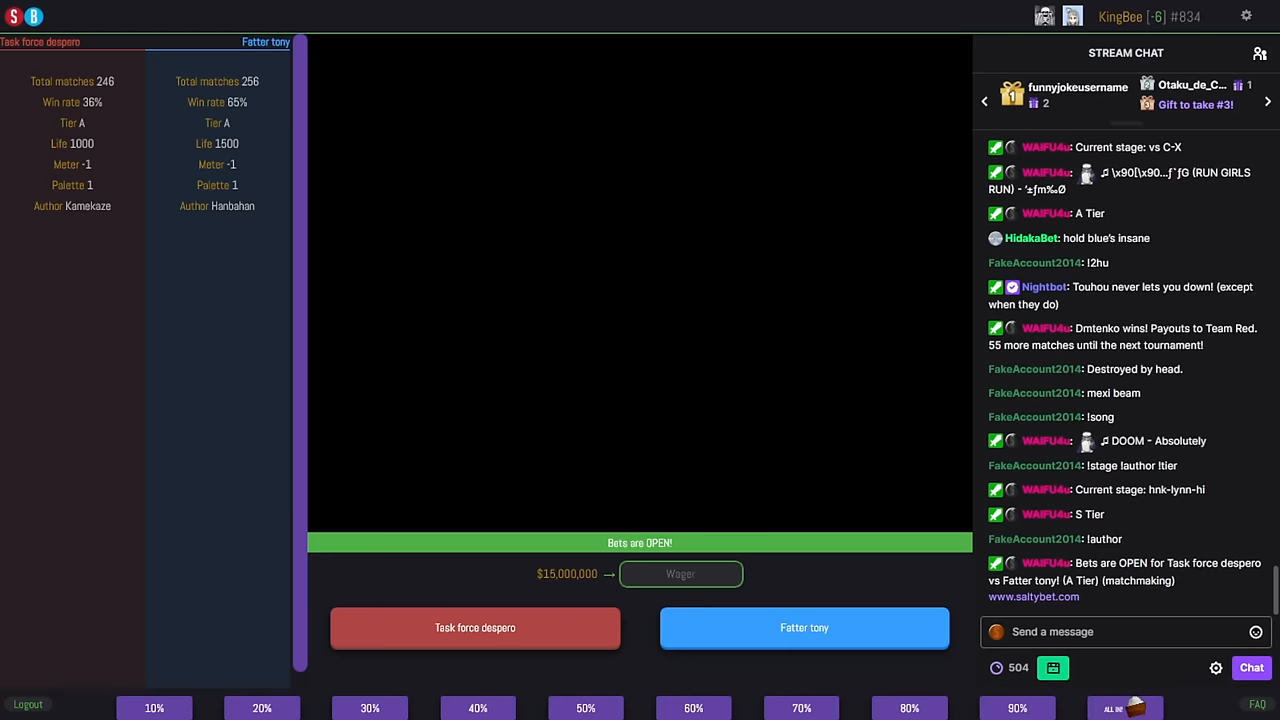 S B
KingBee [-6] #834
Task force despero
Fatter tony
Total matches 246
Win rate 36%
Tier A
Life 1000
Meter -1
Palette 1
Author Kamekaze
Total matches 256
Win rate 65%
Tier A
Life 1500
Meter -1
Palette 1
Author Hanbahan
Bets are OPEN!
$15,000,000 → Wager
Task force despero
Fatter tony
STREAM CHAT
1 funnyjokeusername
2
2 Otaku_de_C... 1
3 Gift to take #3!
WAIFU4u: Current stage: vs C-X
WAIFU4u: ♫ \x90[\x90...ƒ*ƒG (RUN GIRLS
RUN) - '±ƒm‰Ø
WAIFU4u: A Tier
HidakaBet: hold blue's insane
FakeAccount2014: !2hu
Nightbot: Touhou never lets you down! (except
when they do)
WAIFU4u: Dmtenko wins! Payouts to Team Red.
55 more matches until the next tournament!
FakeAccount2014: Destroyed by head.
FakeAccount2014: mexi beam
FakeAccount2014: !song
WAIFU4u: ♫ DOOM - Absolutely
FakeAccount2014: !stage !author !tier
WAIFU4u: Current stage: hnk-lynn-hi
WAIFU4u: S Tier
FakeAccount2014: !author
WAIFU4u: Bets are OPEN for Task force despero
vs Fatter tony! (A Tier) (matchmaking)
www.saltybet.com
Send a message
504
Chat
Logout
10%
20%
30%
40%
50%
60%
70%
80%
90%
ALL IN!
FAQ